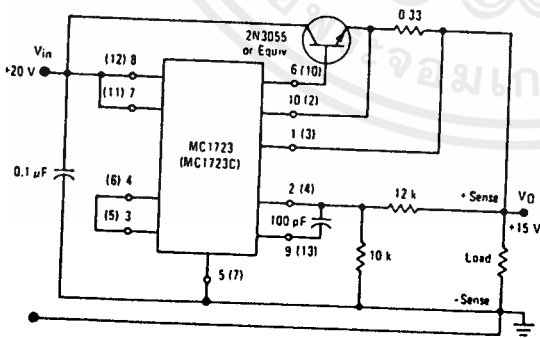 2N3055
or Equiv
0.33
Vin
+20 V
(12) 8
(11) 7
6 (10)
10 (2)
1 (3)
MC1723
(MC1723C)
0.1 µF
(6) 4
(5) 3
2 (4)
100 pF
9 (13)
5 (7)
12 k
10 k
+Sense
VO
+15 V
Load
-Sense